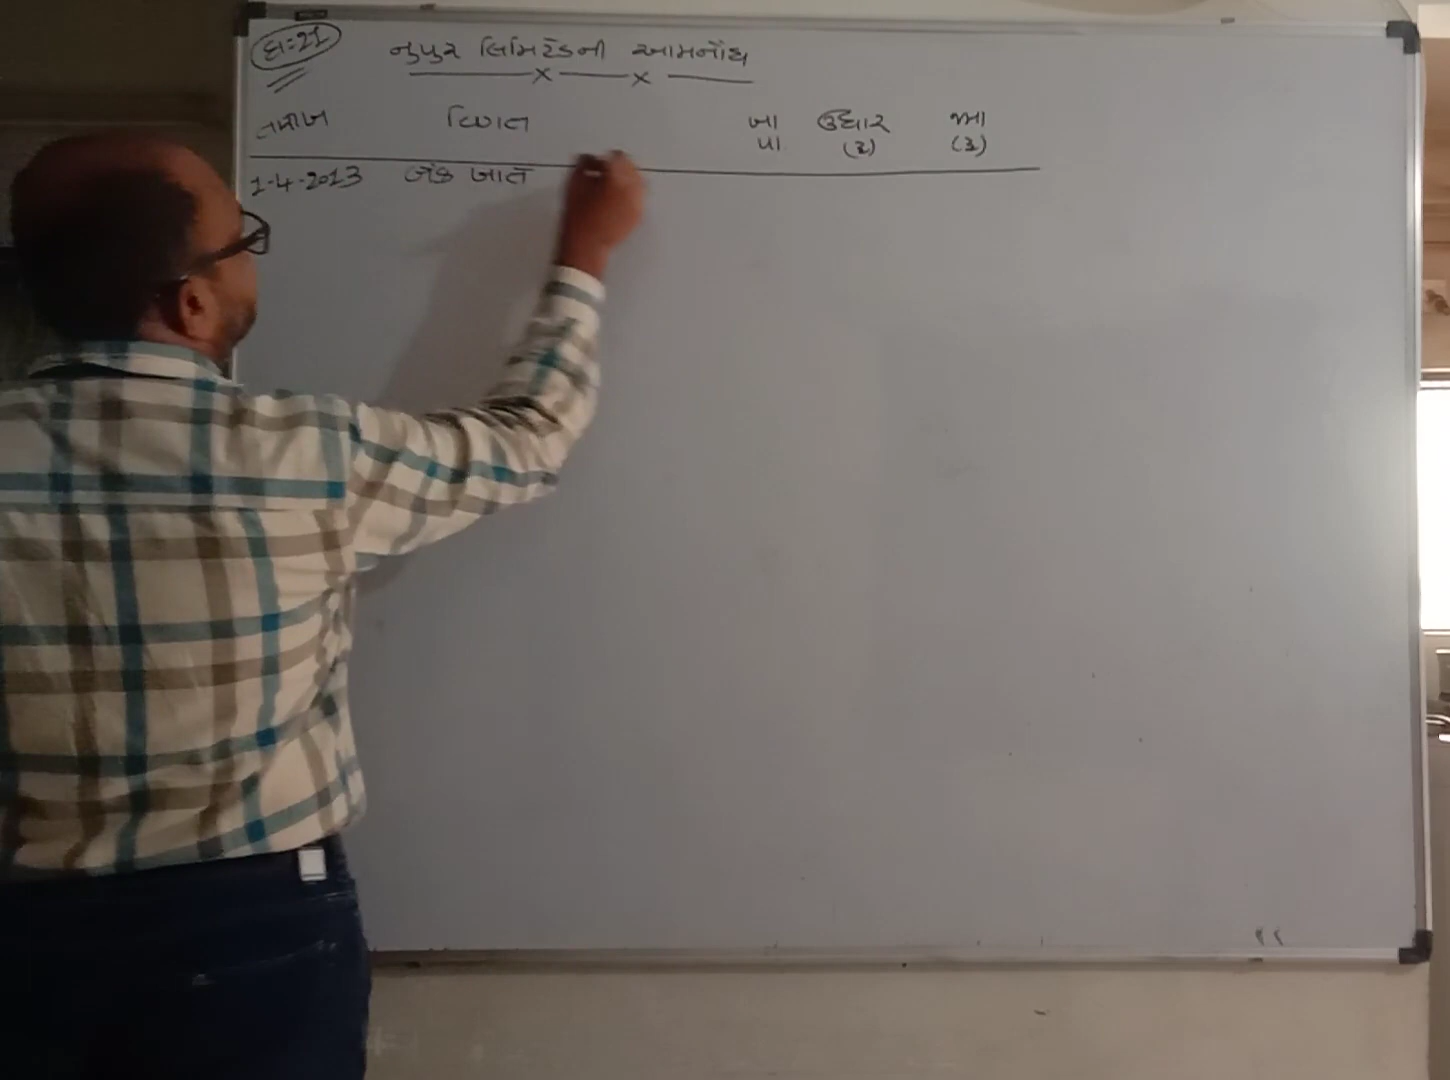 દા:21 નુપુર લિમિટેડની આમનોંધ
તારીખ વિગત ખા ઉધાર જમા
પા (રૂ) (રૂ)
1-4-2013 બેંક ખાતે